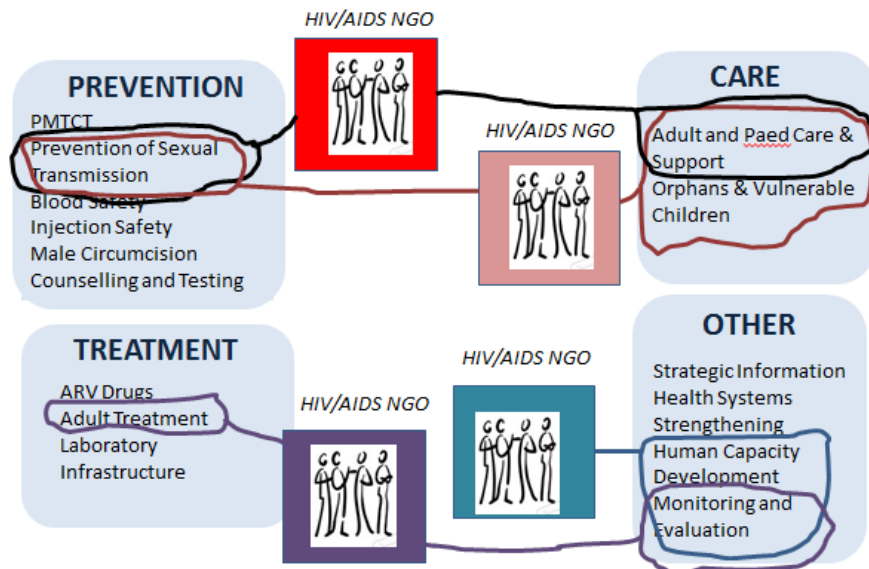 HIV/AIDS NGO
PREVENTION
PMTCT
Prevention of Sexual
Transmission
Blood Safety
Injection Safety
Male Circumcision
Counselling and Testing
HIV/AIDS NGO
CARE
Adult and Paed Care &
Support
Orphans & Vulnerable
Children
TREATMENT
ARV Drugs
Adult Treatment
Laboratory
Infrastructure
HIV/AIDS NGO
HIV/AIDS NGO
OTHER
Strategic Information
Health Systems
Strengthening
Human Capacity
Development
Monitoring and
Evaluation